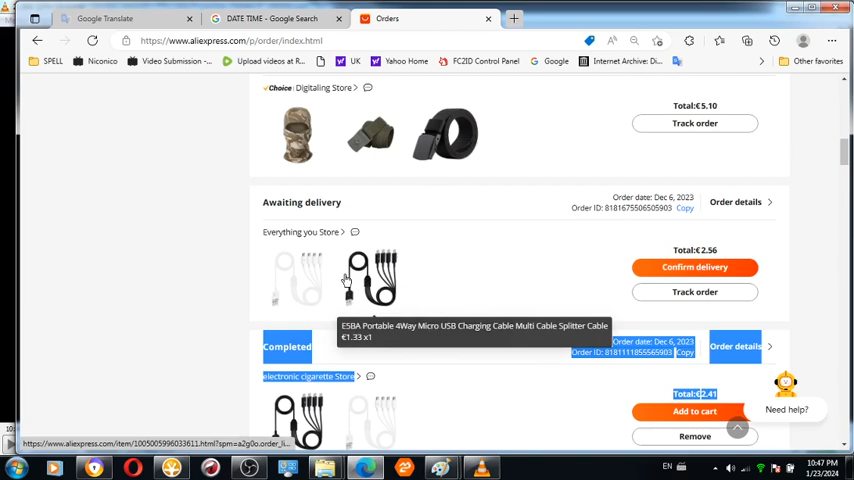 Google Translate
DATE TIME - Google Search
Orders
https://www.aliexpress.com/p/order/index.html
SPELL
Niconico
Video Submission -...
Upload videos at R...
UK
Yahoo Home
FC2ID Control Panel
Google
Internet Archive: Di...
Other favorites
Choice Digitaling Store >
Total:€5.10
Track order
Awaiting delivery
Order date: Dec 6, 2023
Order ID: 8181675506505903 Copy
Order details >
Everything you Store >
Total:€2.56
Confirm delivery
Track order
E5BA Portable 4Way Micro USB Charging Cable Multi Cable Splitter Cable
€1.33 x1
Completed
Order date: Dec 6, 2023
Order ID: 8181111855565903 Copy
Order details >
electronic cigarette Store >
Total:€2.41
Add to cart
Need help?
Remove
https://www.aliexpress.com/item/1005005996033611.html?spm=a2g0o.order_li...
10:
EN
10:47 PM
1/23/2024